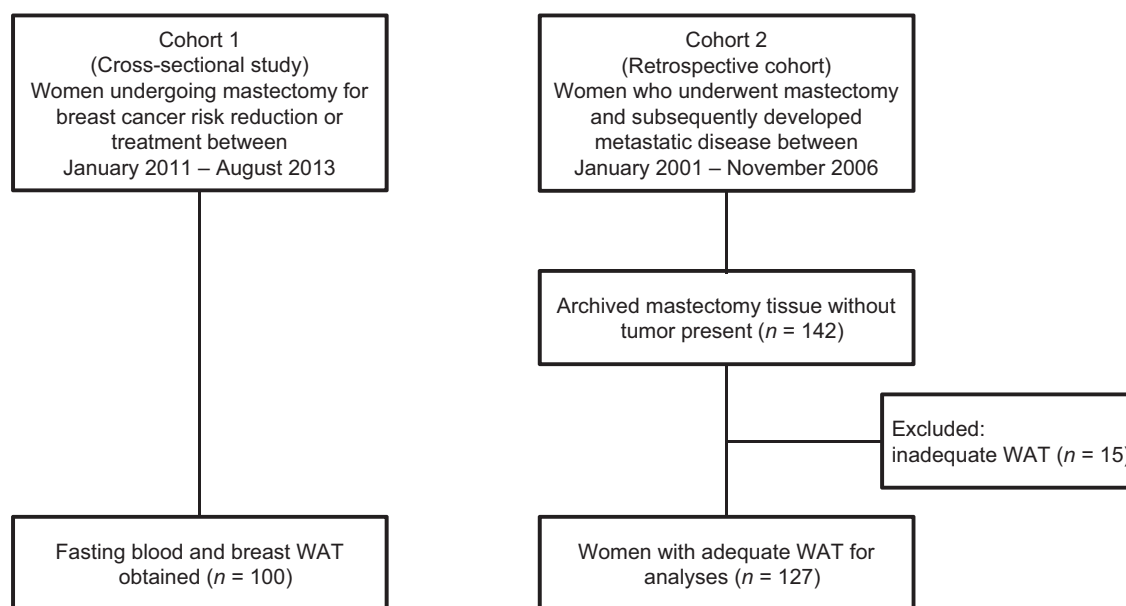 Cohort 1
(Cross-sectional study)
Women undergoing mastectomy for
breast cancer risk reduction or
treatment between
January 2011 – August 2013
Cohort 2
(Retrospective cohort)
Women who underwent mastectomy
and subsequently developed
metastatic disease between
January 2001 – November 2006
Archived mastectomy tissue without
tumor present (n = 142)
Excluded:
inadequate WAT (n = 15)
Fasting blood and breast WAT
obtained (n = 100)
Women with adequate WAT for
analyses (n = 127)